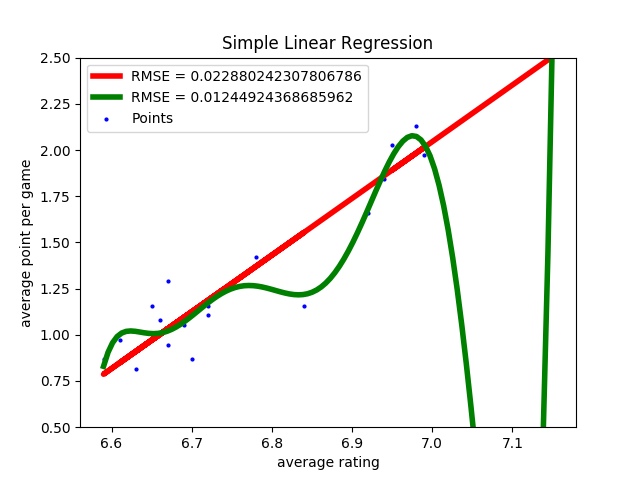 Simple Linear Regression
RMSE = 0.022880242307806786
RMSE = 0.01244924368685962
Points
average point per game
2.50
2.25
2.00
1.75
1.50
1.25
1.00
0.75
0.50
6.6 6.7 6.8 6.9 7.0 7.1
average rating